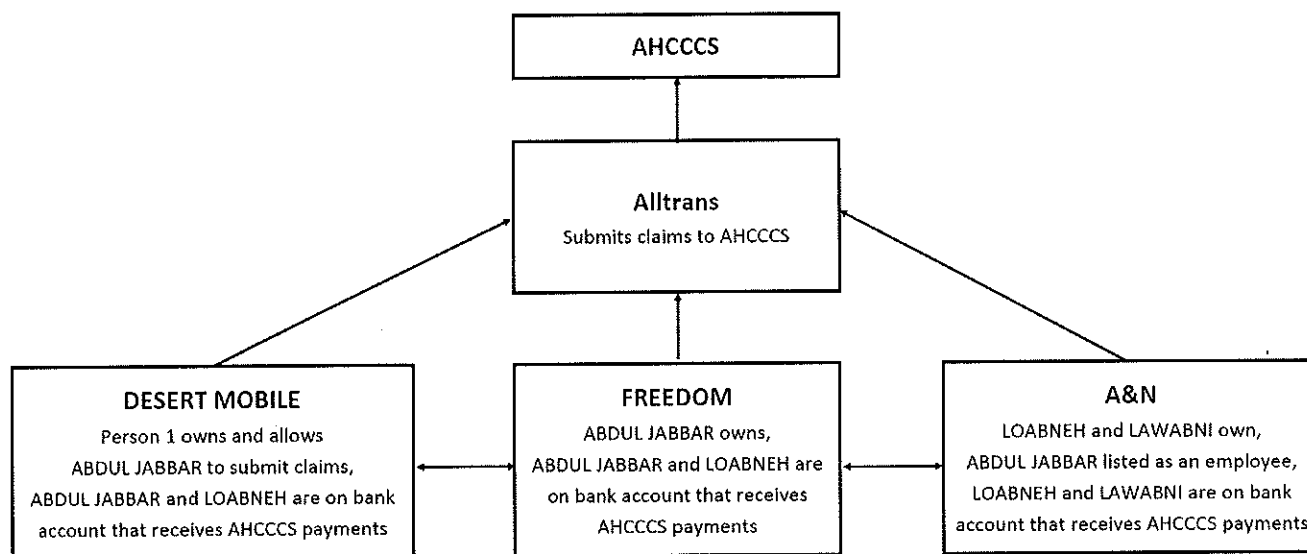 AHCCCS
Alltrans
Submits claims to AHCCCS
DESERT MOBILE
Person 1 owns and allows
ABDUL JABBAR to submit claims,
ABDUL JABBAR and LOABNEH are on bank
account that receives AHCCCS payments
FREEDOM
ABDUL JABBAR owns,
ABDUL JABBAR and LOABNEH are
on bank account that receives
AHCCCS payments
A&N
LOABNEH and LAWABNI own,
ABDUL JABBAR listed as an employee,
LOABNEH and LAWABNI are on bank
account that receives AHCCCS payments